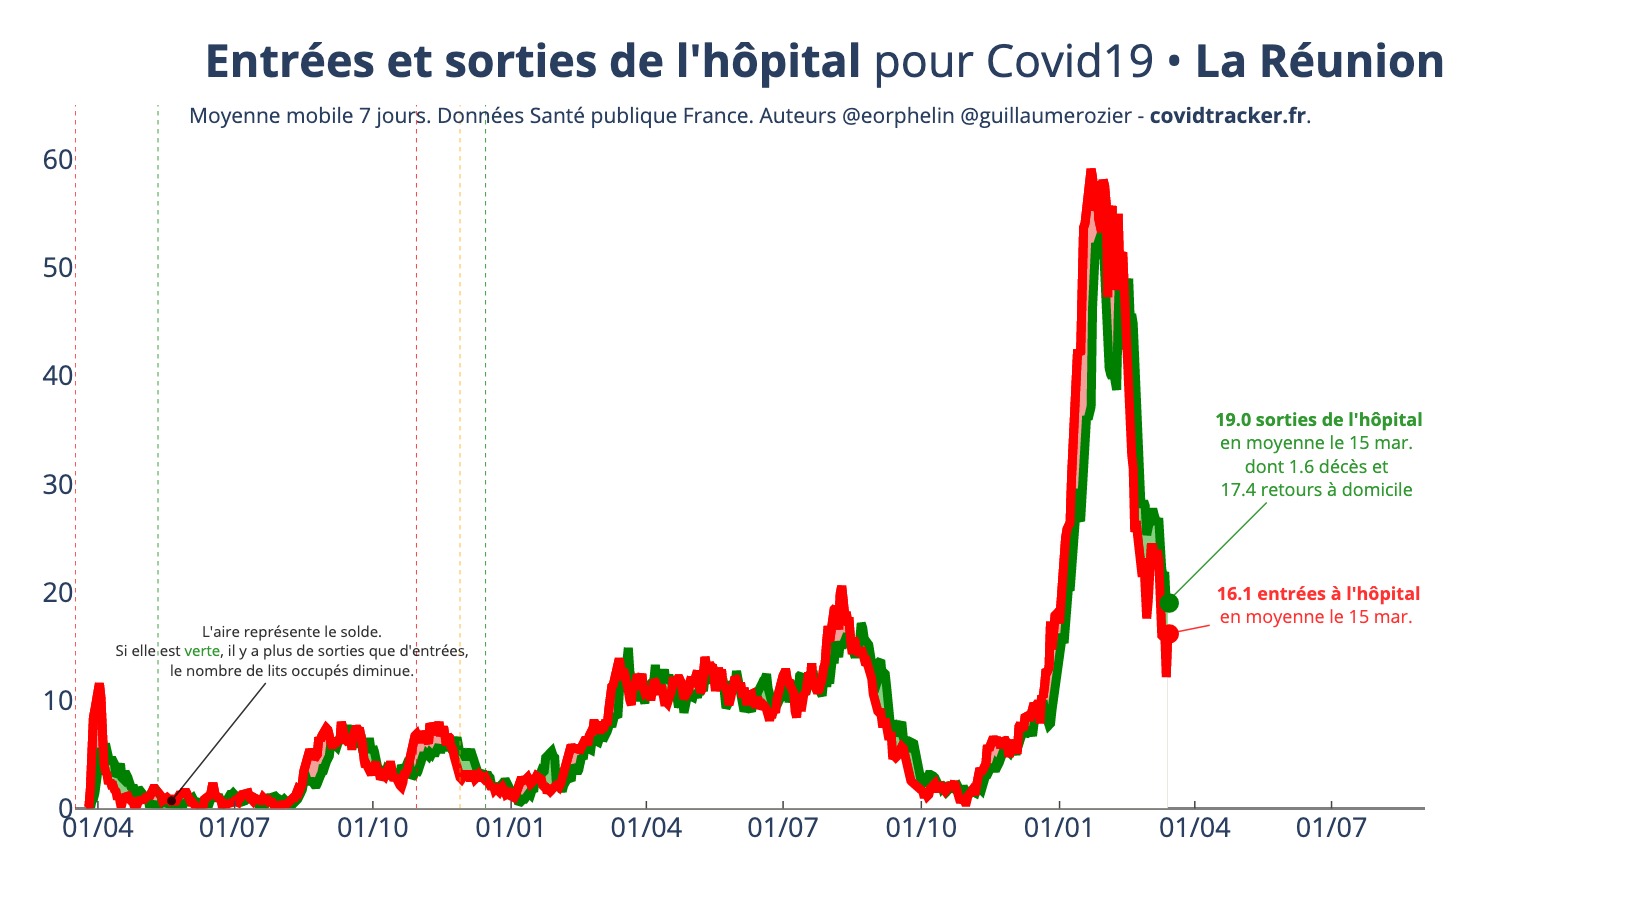 Entrées et sorties de l'hôpital pour Covid19 • La Réunion
Moyenne mobile 7 jours. Données Santé publique France. Auteurs @eorphelin @guillaumerozier - covidtracker.fr.
60
50
40
30
20
10
0
19.0 sorties de l'hôpital
en moyenne le 15 mar.
dont 1.6 décès et
17.4 retours à domicile
16.1 entrées à l'hôpital
en moyenne le 15 mar.
L'aire représente le solde.
Si elle est verte, il y a plus de sorties que d'entrées,
le nombre de lits occupés diminue.
01/04 01/07 01/10 01/01 01/04 01/07 01/10 01/01 01/04 01/07